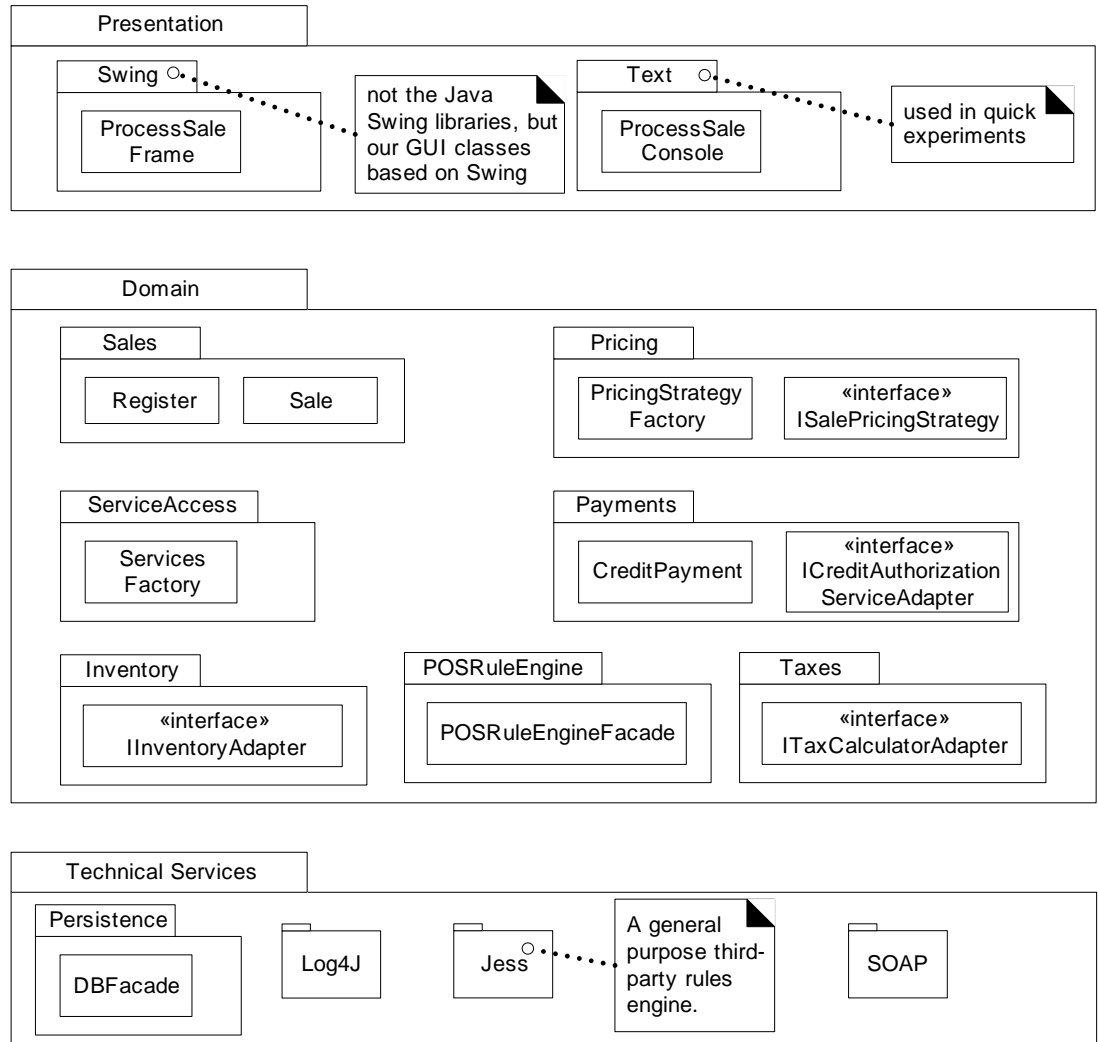 Presentation
Swing
ProcessSale
Frame
not the Java
Swing libraries, but
our GUI classes
based on Swing
Text
ProcessSale
Console
used in quick
experiments
Domain
Sales
Register
Sale
Pricing
PricingStrategy
Factory
«interface»
ISalePricingStrategy
ServiceAccess
Services
Factory
Payments
CreditPayment
«interface»
ICreditAuthorization
ServiceAdapter
Inventory
«interface»
IInventoryAdapter
POSRuleEngine
POSRuleEngineFacade
Taxes
«interface»
ITaxCalculatorAdapter
Technical Services
Persistence
DBFacade
Log4J
Jess
A general
purpose third-
party rules
engine.
SOAP